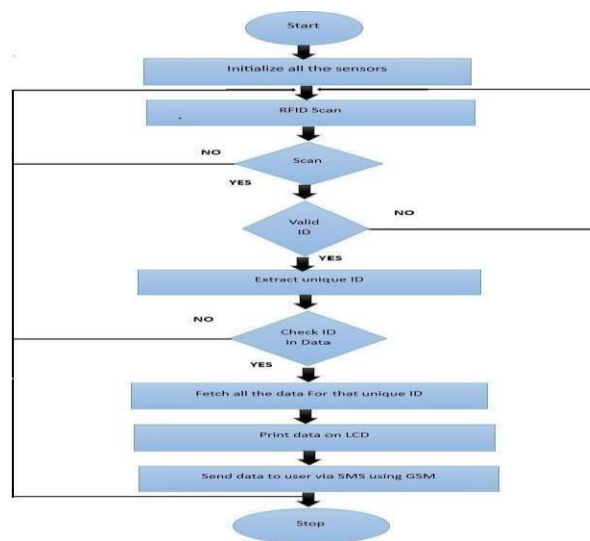 Start
Initialize all the sensors
RFID Scan
NO
Scan
YES
Valid
ID
NO
YES
Extract unique ID
NO
Check ID
in Data
YES
Fetch all the data For that unique ID
Print data on LCD
Send data to user via SMS using GSM
Stop